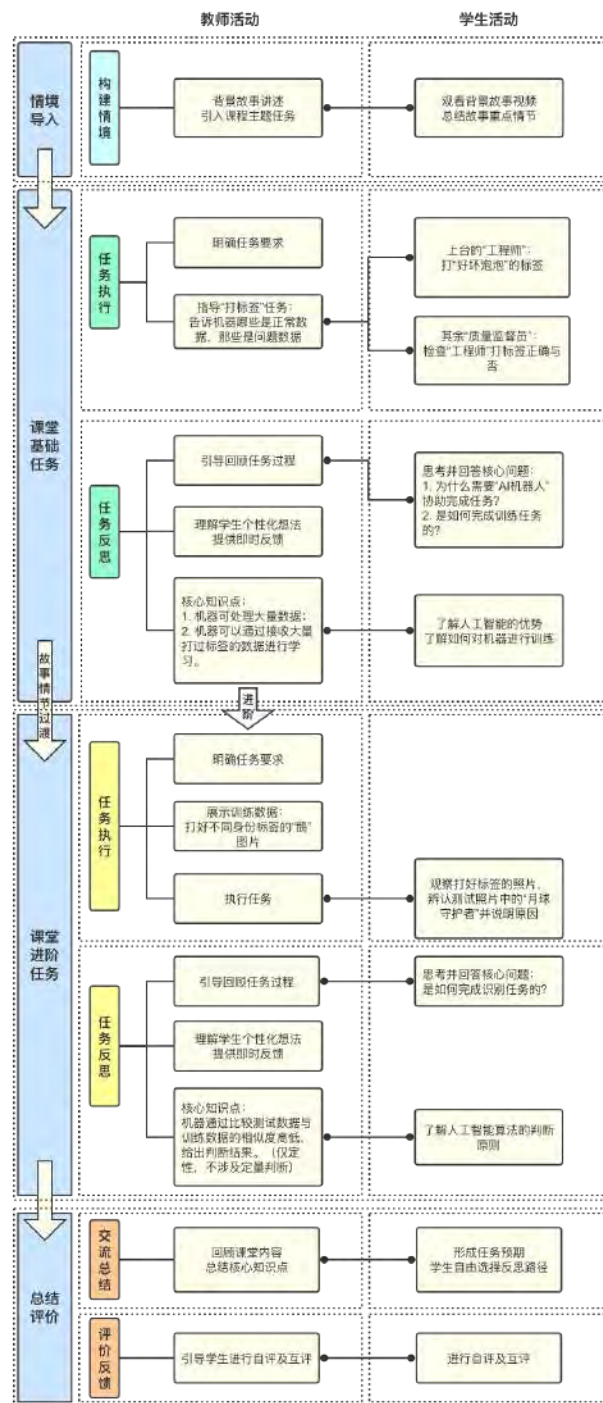 教师活动
学生活动
情境
导入
构建情境
背景故事讲述
引入课程主题任务
观看背景故事视频
总结故事重点情节
课堂
基础
任务
任务执行
明确任务要求
指导“打标签”任务：
告诉机器哪些是正常数
据，那些是问题数据
上台的“工程师”：
打“好坏泡泡”的标签
其余“质量监督员”：
检查“工程师”打标签正确与
否
任务反思
引导回顾任务过程
思考并回答核心问题：
1. 为什么需要“AI机器人”
协助完成任务？
2. 是如何完成训练任务
的？
理解学生个性化想法
提供即时反馈
核心知识点：
1. 机器可处理大量数据；
2. 机器可以通过接收大量
打过标签的数据进行学
习。
了解人工智能的优势
了解如何对机器进行训练
故事情节过渡
进阶
课堂
进阶
任务
任务执行
明确任务要求
展示训练数据：
打好不同身份标签的“鹅”
图片
执行任务
观察打好标签的照片，
辨认测试照片中的“月球
守护者”并说明原因
任务反思
引导回顾任务过程
思考并回答核心问题：
是如何完成识别任务的？
理解学生个性化想法
提供即时反馈
核心知识点：
机器通过比较测试数据与
训练数据的相似度高低，
给出判断结果。（仅定
性，不涉及定量判断）
了解人工智能算法的判断
原则
总结
评价
交流总结
回顾课堂内容
总结核心知识点
形成任务预期
学生自由选择反思路径
评价反馈
引导学生进行自评及互评
进行自评及互评